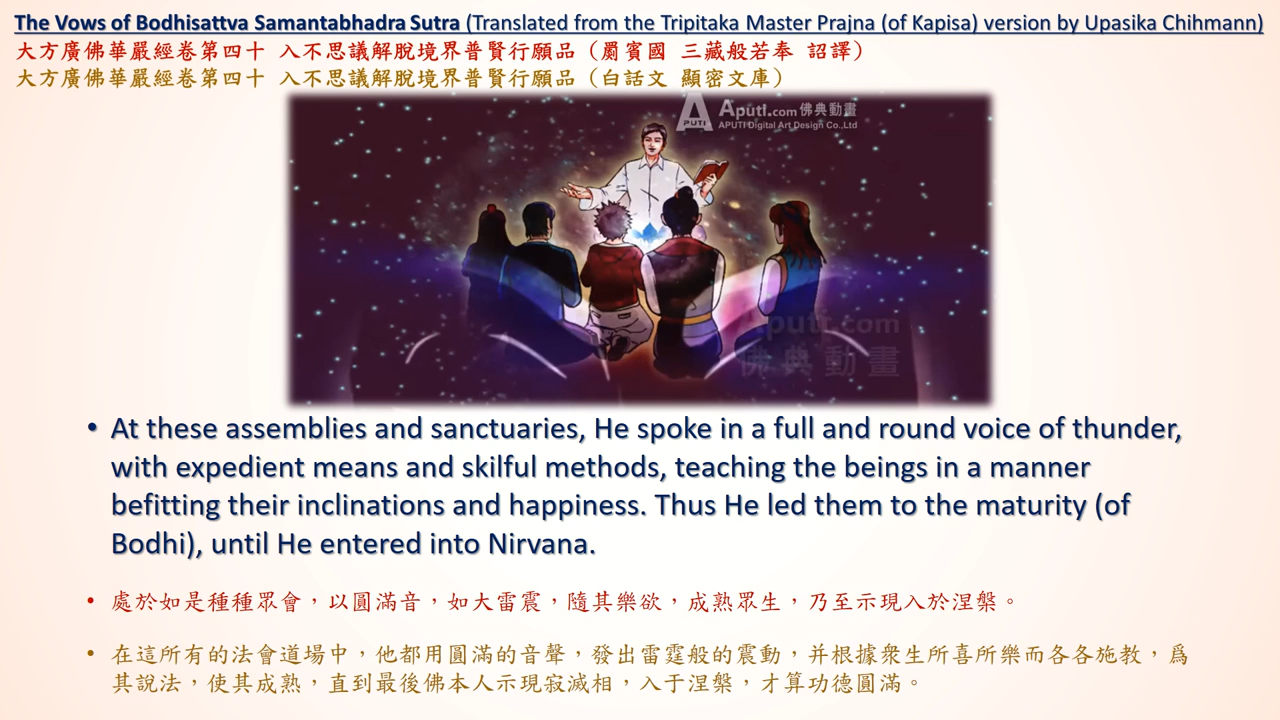 The Vows of Bodhisattva Samantabhadra Sutra (Translated from the Tripitaka Master Prajna (of Kapisa) version by Upasika Chihmann)
大方廣佛華嚴經卷第四十 入不思議解脫境界普賢行願品（罽賓國 三藏般若奉 詔譯）
大方廣佛華嚴經卷第四十 入不思議解脫境界普賢行願品（白話文 顯密文庫）
PUTI
Aputi.com 佛典動畫
APUTI Digital Art Design Co.,Ltd
Aputi.com
佛典動畫
• At these assemblies and sanctuaries, He spoke in a full and round voice of thunder,
with expedient means and skilful methods, teaching the beings in a manner
befitting their inclinations and happiness. Thus He led them to the maturity (of
Bodhi), until He entered into Nirvana.
• 處於如是種種眾會，以圓滿音，如大雷震，隨其樂欲，成熟眾生，乃至示現入於涅槃。
• 在這所有的法會道場中，他都用圓滿的音聲，發出雷霆般的震動，并根據衆生所喜所樂而各各施教，爲
其說法，使其成熟，直到最後佛本人示現寂滅相，入于涅槃，才算功德圓滿。